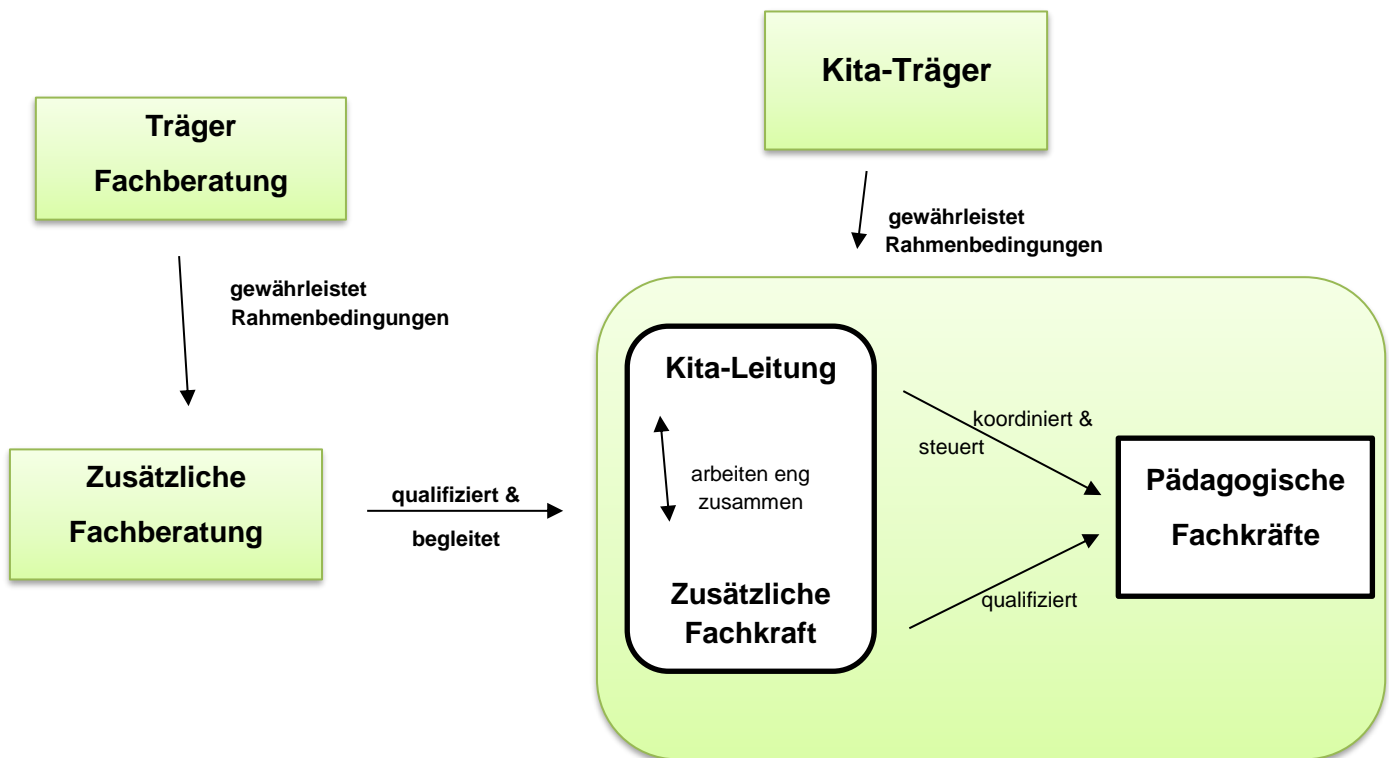 Kita-Träger
Träger
Fachberatung
gewährleistet
Rahmenbedingungen
gewährleistet
Rahmenbedingungen
Kita-Leitung
arbeiten eng
zusammen
Zusätzliche
Fachkraft
koordiniert &
steuert
qualifiziert
Pädagogische
Fachkräfte
Zusätzliche
Fachberatung
qualifiziert &
begleitet